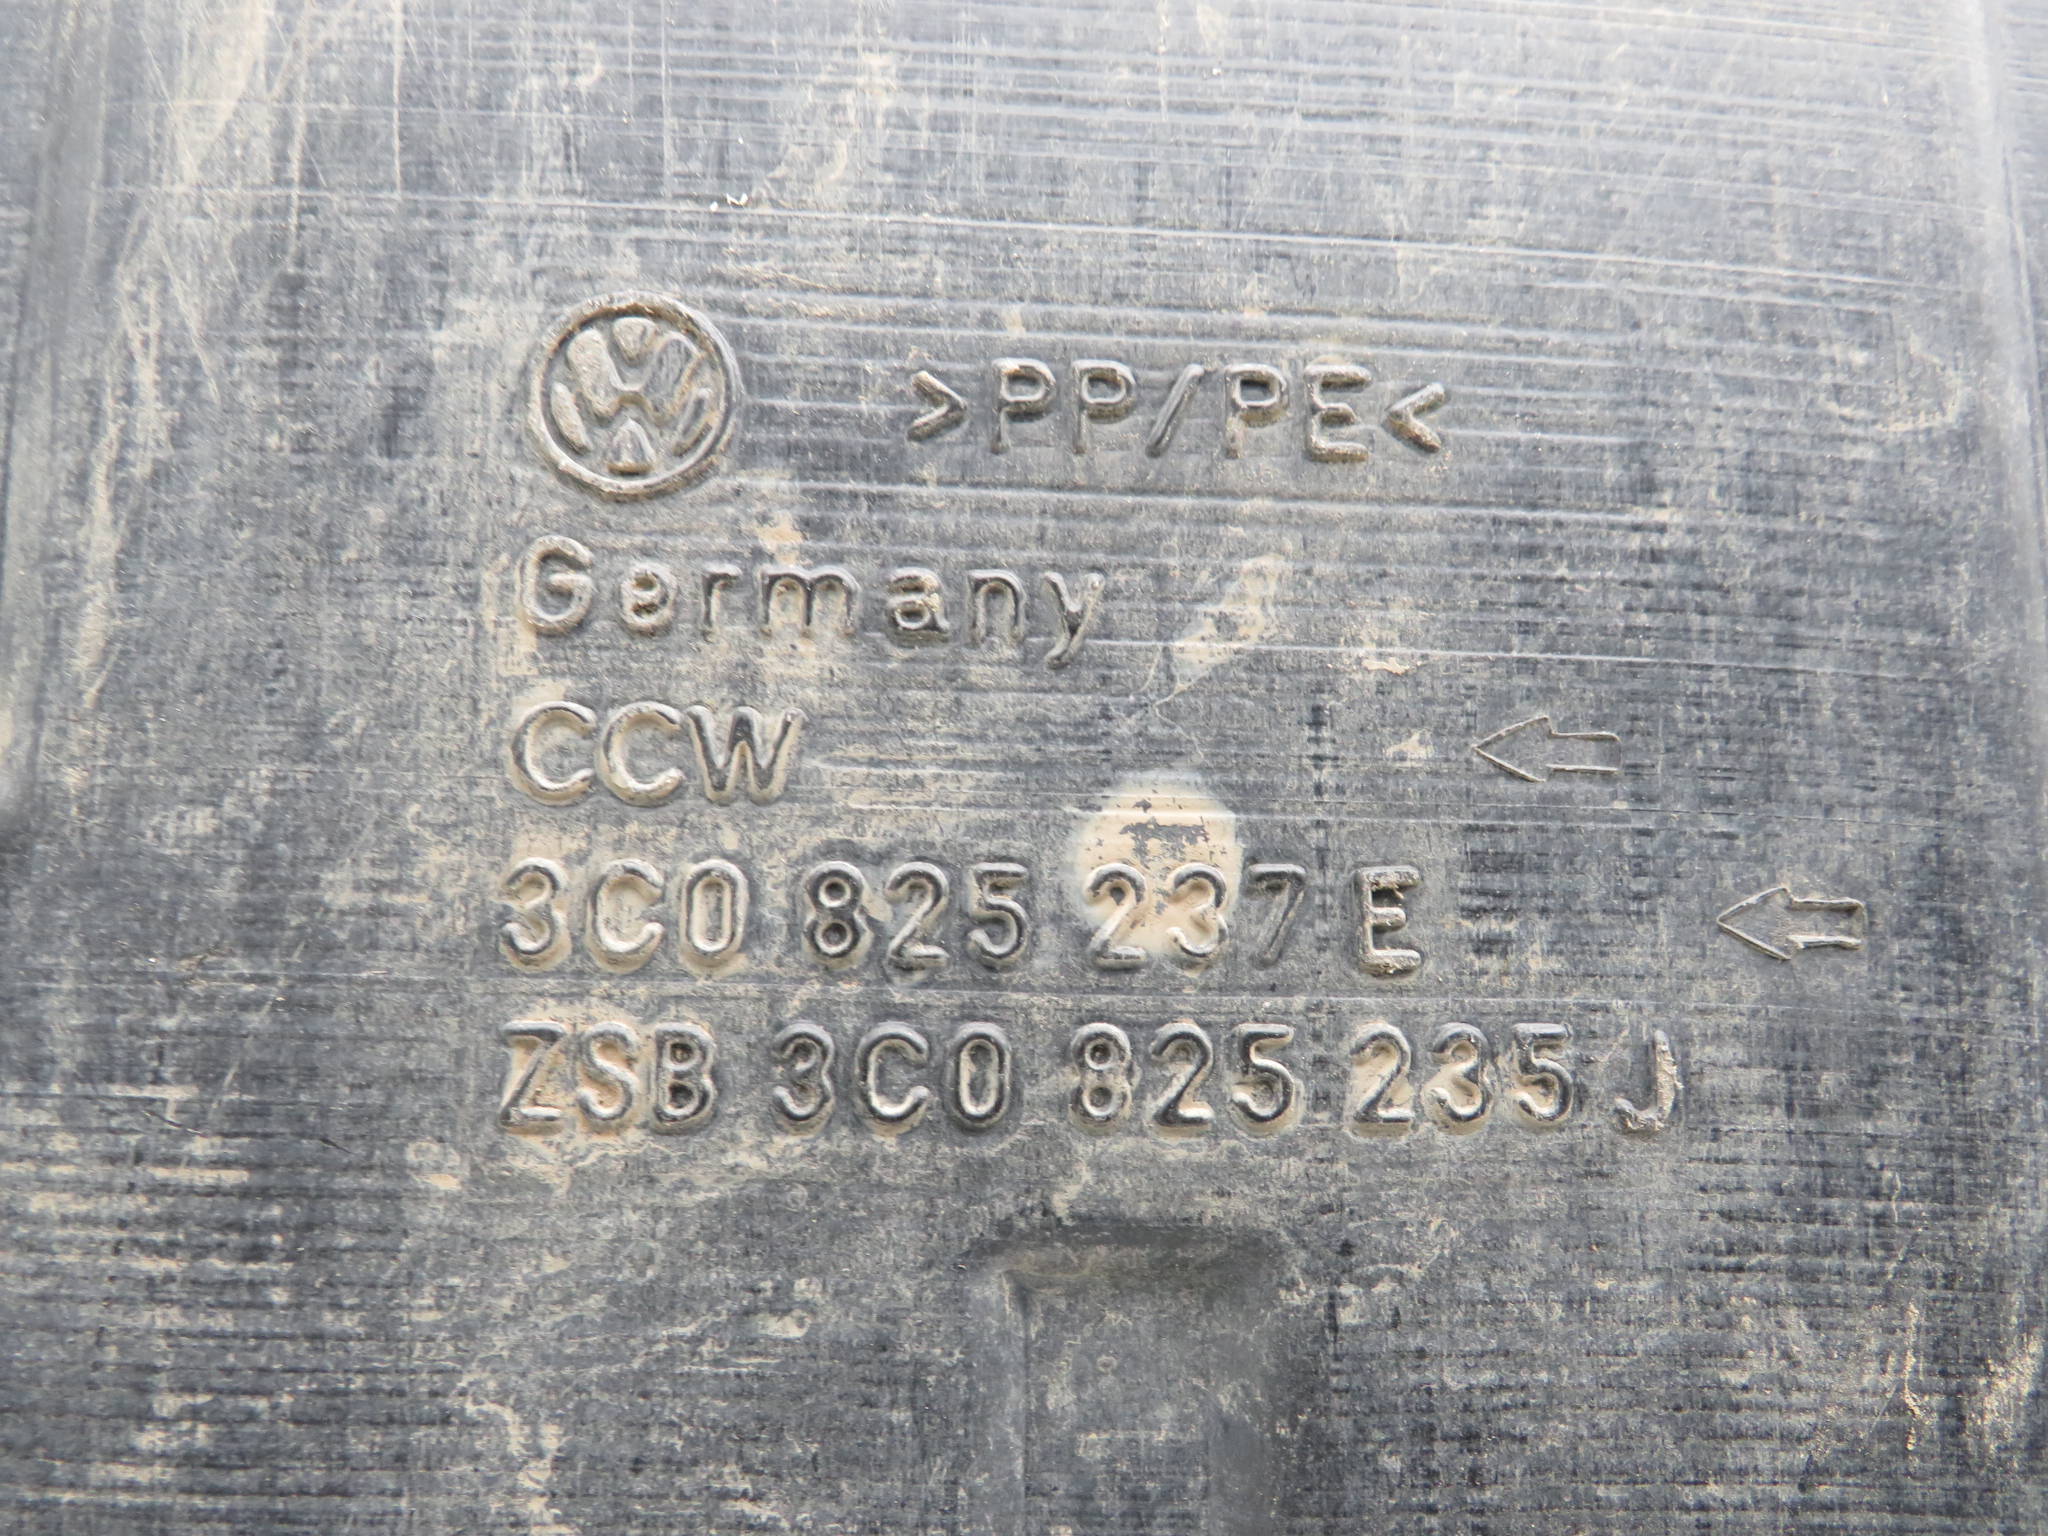 >PP/PE<
Germany
CCW
3C0 825 237 E
ZSB 3C0 825 235 J